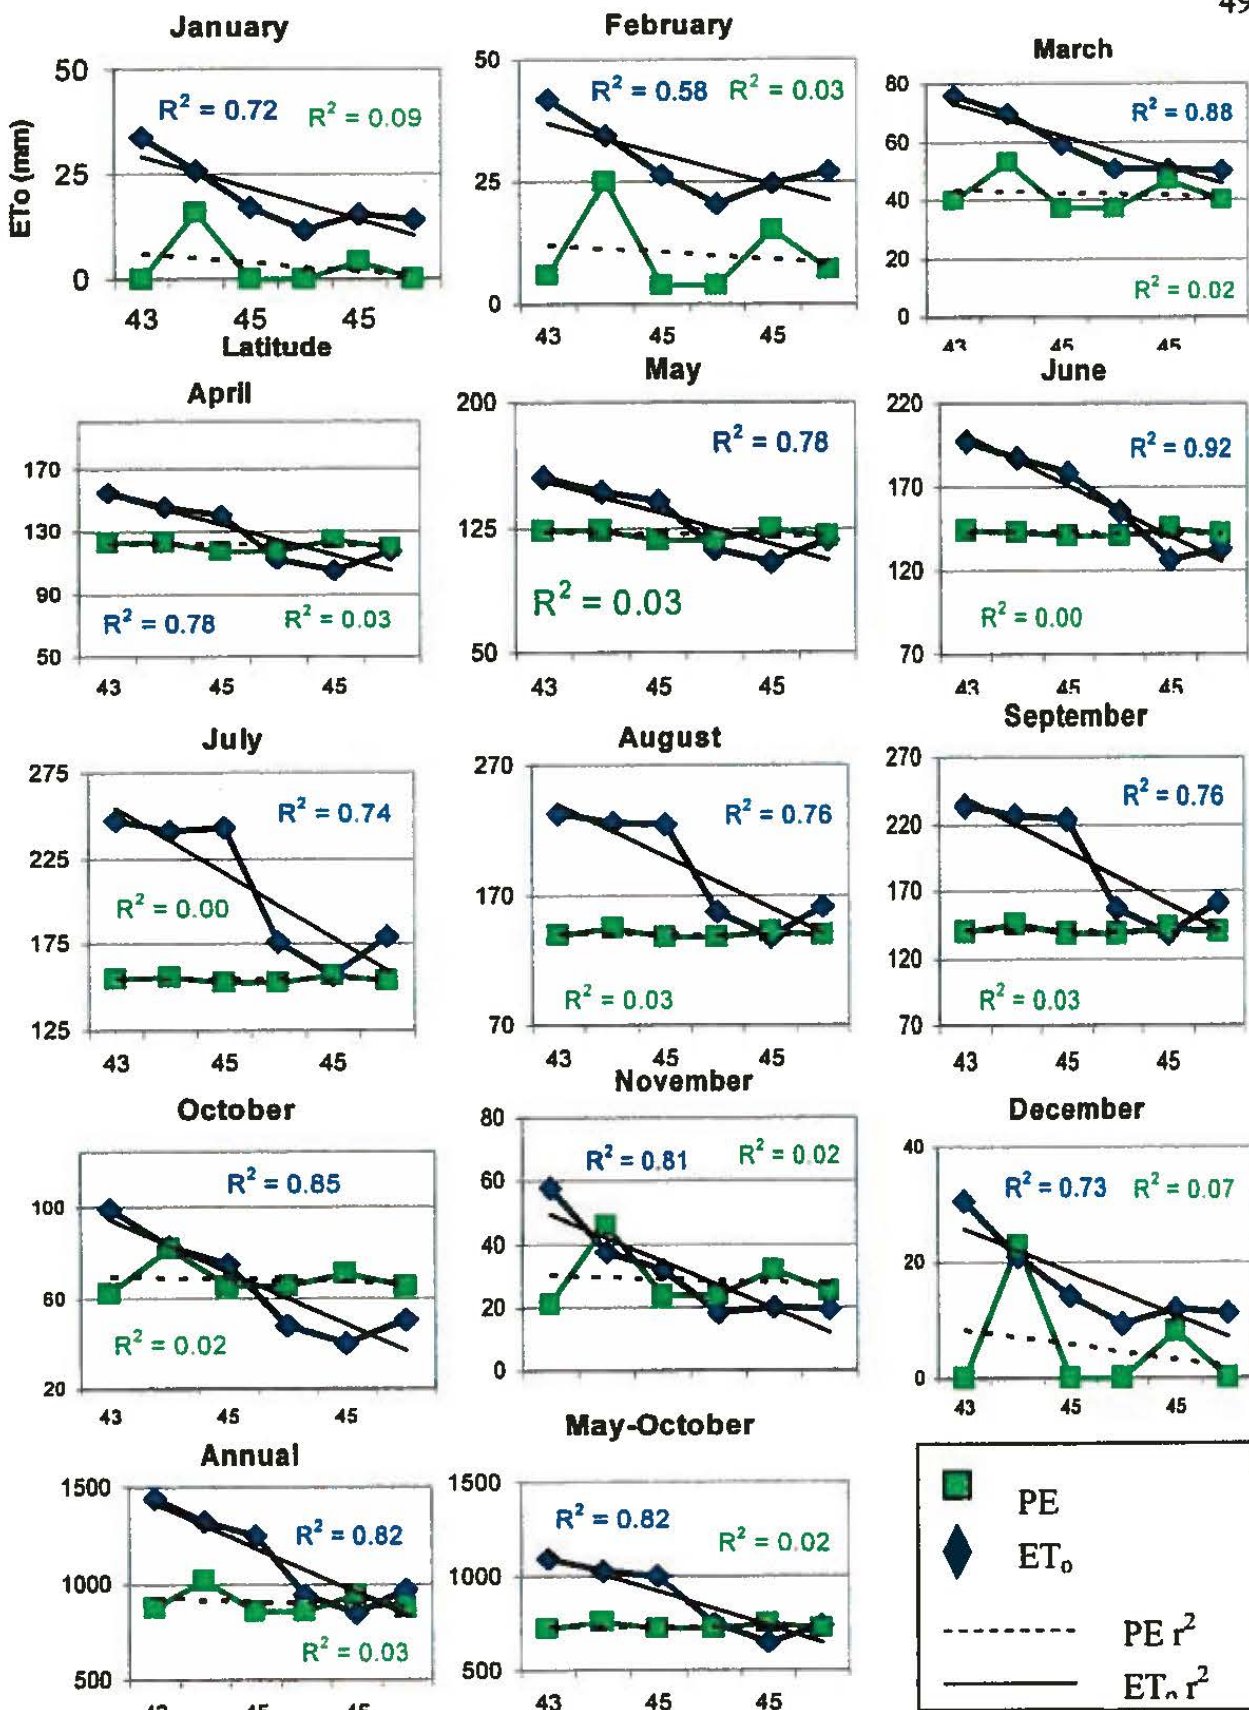 49
January
50
25
0
ETo (mm)
R² = 0.72
R² = 0.09
43 45 45
Latitude
February
50
25
0
R² = 0.58
R² = 0.03
43 45 45
March
80
60
40
20
0
R² = 0.88
R² = 0.02
43 45 45
April
170
130
90
50
R² = 0.78
R² = 0.03
43 45 45
May
200
125
50
R² = 0.78
R² = 0.03
43 45 45
June
220
170
120
70
R² = 0.92
R² = 0.00
43 45 45
July
275
225
175
125
R² = 0.74
R² = 0.00
43 45 45
August
270
170
70
R² = 0.76
R² = 0.03
43 45 45
September
270
220
170
120
70
R² = 0.76
R² = 0.03
43 45 45
October
100
60
20
R² = 0.85
R² = 0.02
43 45 45
November
80
60
40
20
0
R² = 0.81
R² = 0.02
December
40
20
0
R² = 0.73
R² = 0.07
43 45 45
Annual
1500
1000
500
R² = 0.82
R² = 0.03
May-October
1500
1000
500
R² = 0.82
R² = 0.02
43 45 45
PE
ETₒ
PE r²
ETₒ r²